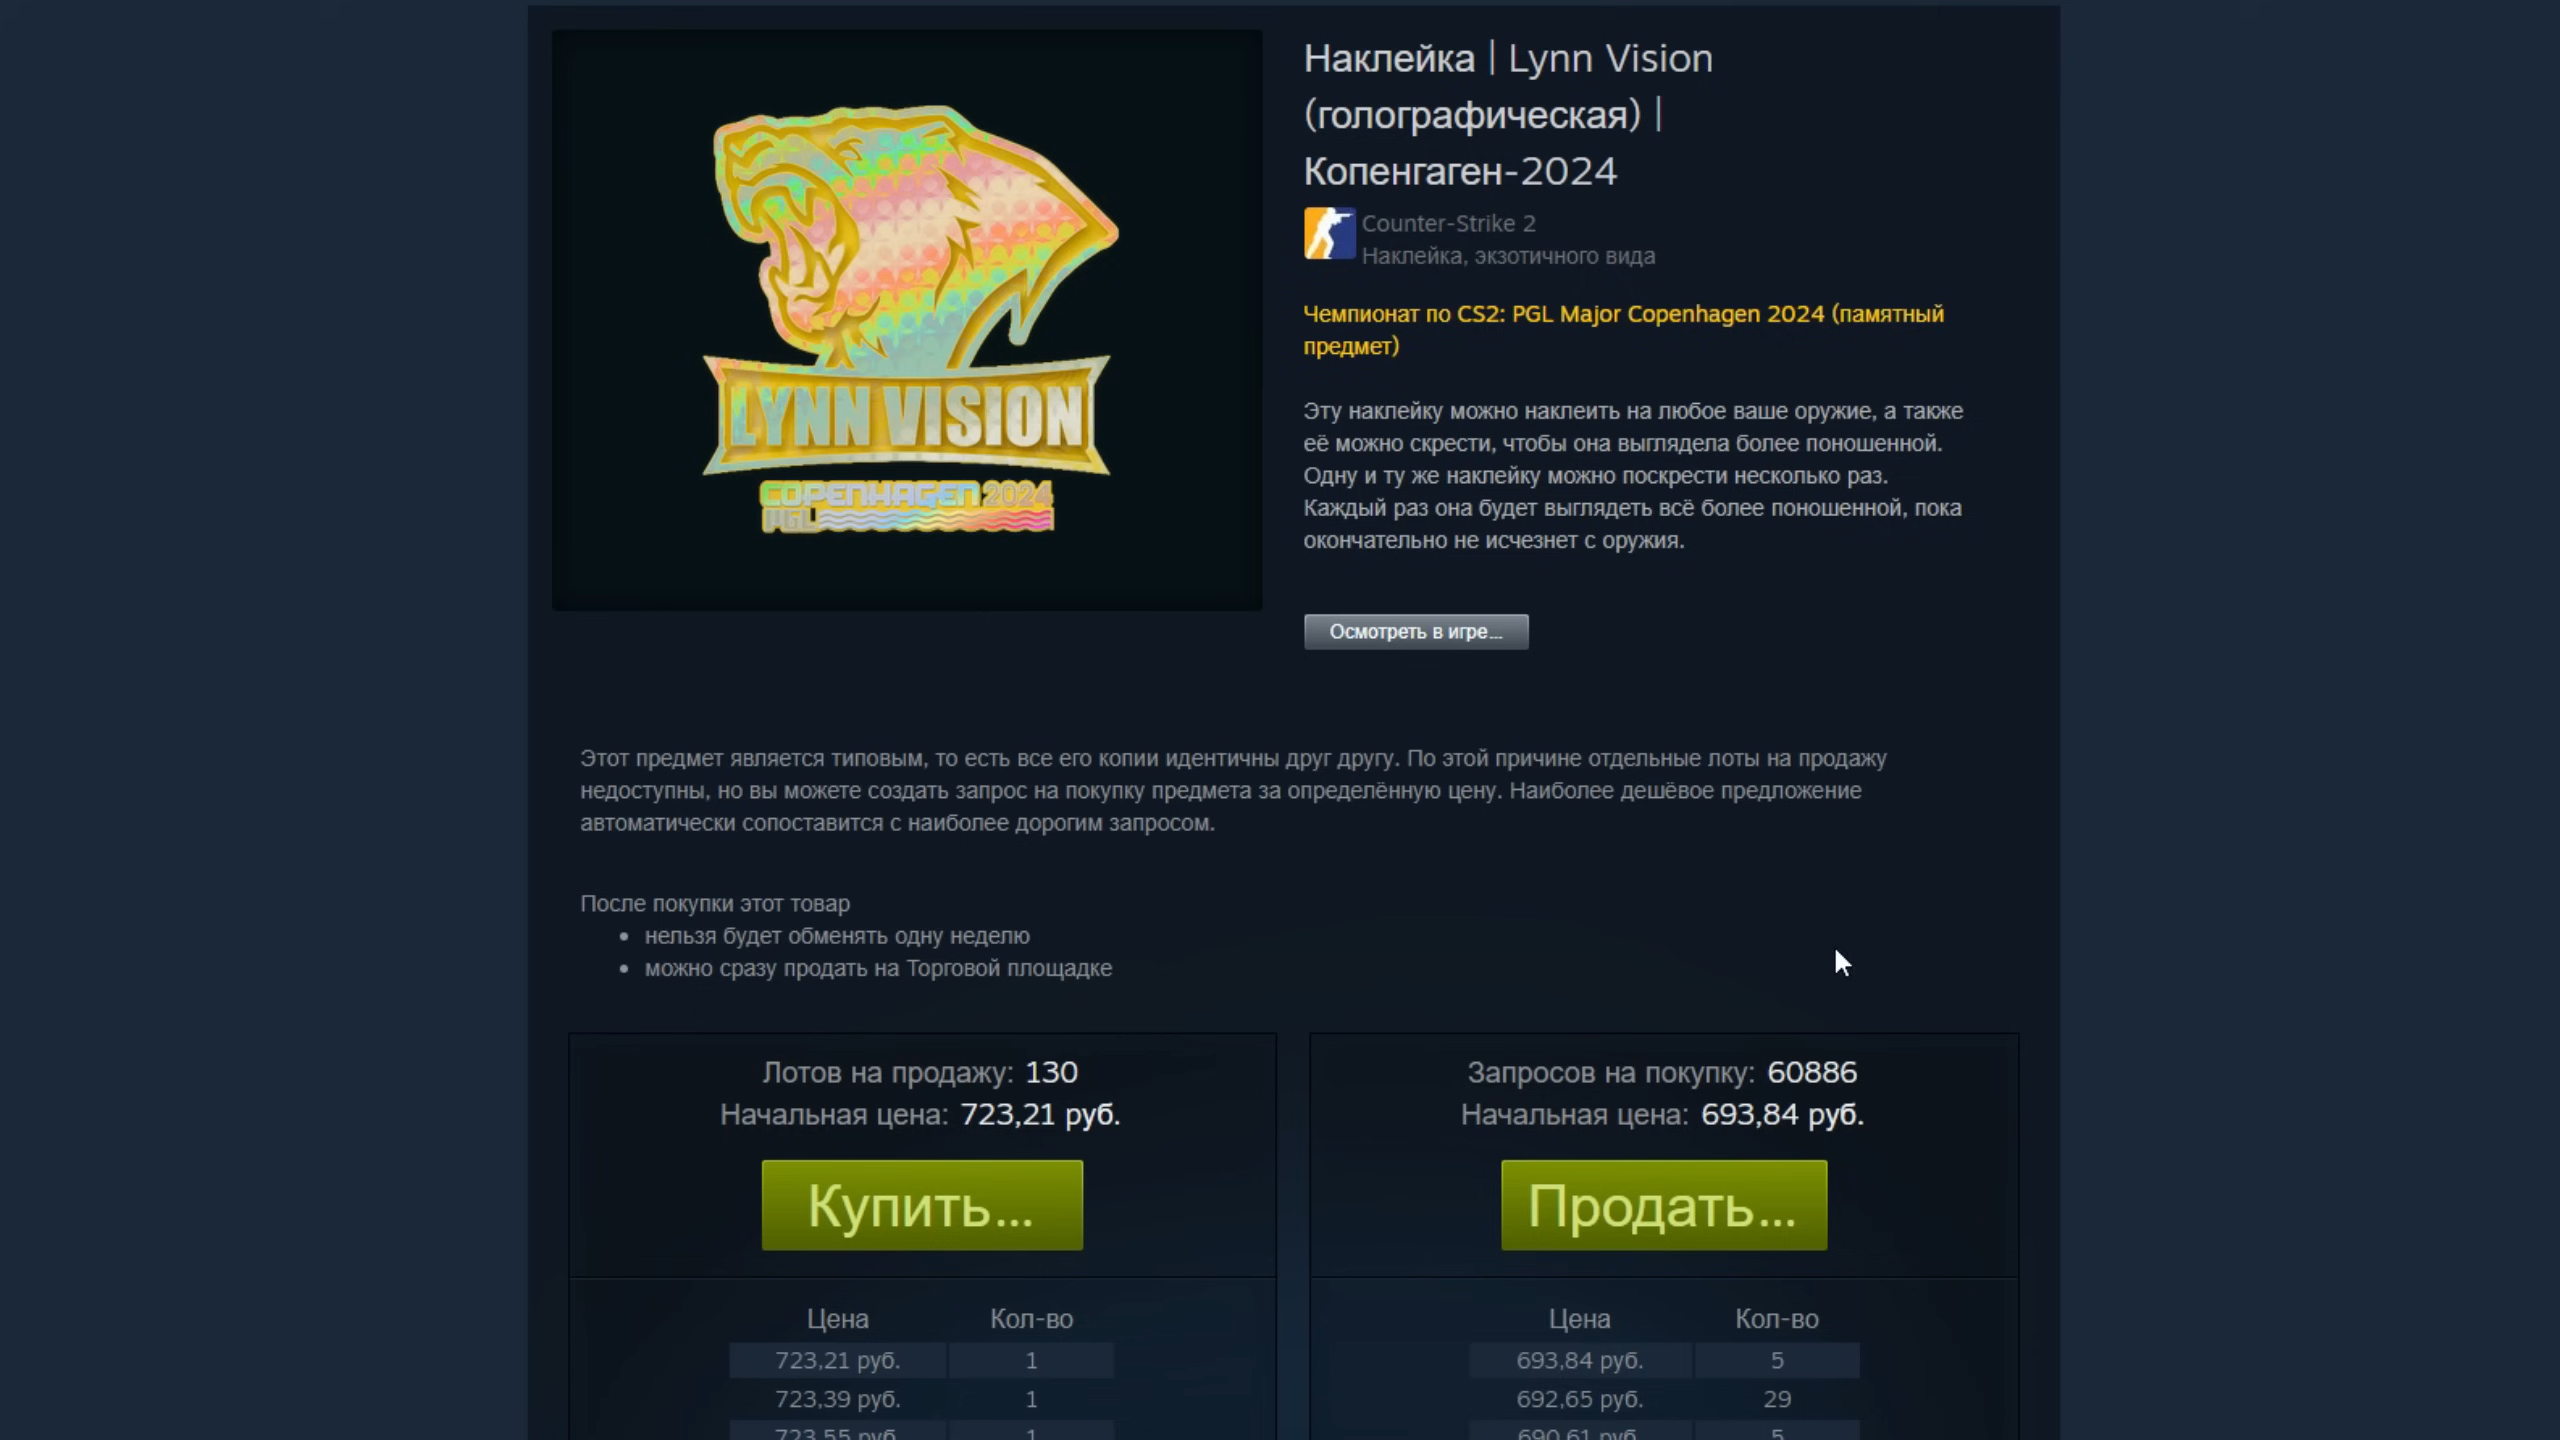 Наклейка | Lynn Vision
(голографическая) |
Копенгаген-2024
Counter-Strike 2
Наклейка, экзотичного вида
Чемпионат по CS2: PGL Major Copenhagen 2024 (памятный
предмет)
Эту наклейку можно наклеить на любое ваше оружие, а также
её можно скрести, чтобы она выглядела более поношенной.
Одну и ту же наклейку можно поскрести несколько раз.
Каждый раз она будет выглядеть всё более поношенной, пока
окончательно не исчезнет с оружия.
Осмотреть в игре...
LYNN VISION
COPENHAGEN 2024
PGL
Этот предмет является типовым, то есть все его копии идентичны друг другу. По этой причине отдельные лоты на продажу
недоступны, но вы можете создать запрос на покупку предмета за определённую цену. Наиболее дешёвое предложение
автоматически сопоставится с наиболее дорогим запросом.
После покупки этот товар
• нельзя будет обменять одну неделю
• можно сразу продать на Торговой площадке
Лотов на продажу: 130
Начальная цена: 723,21 руб.
Купить...
Цена Кол-во
723,21 руб. 1
723,39 руб. 1
723,55 руб. 1
Запросов на покупку: 60886
Начальная цена: 693,84 руб.
Продать...
Цена Кол-во
693,84 руб. 5
692,65 руб. 29
690,61 руб. 5